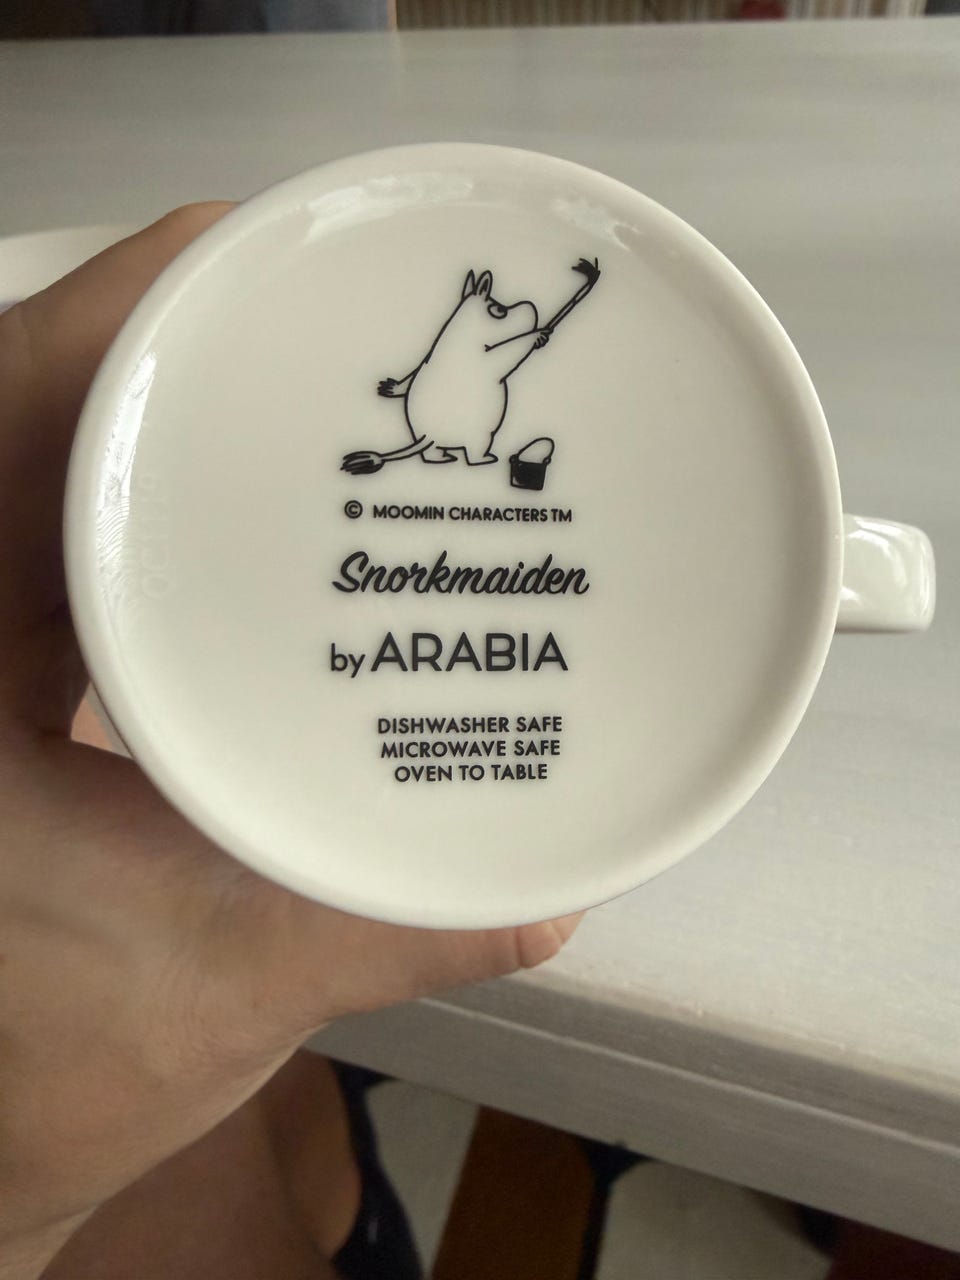 © MOOMIN CHARACTERS TM
Snorkmaiden
by ARABIA
DISHWASHER SAFE
MICROWAVE SAFE
OVEN TO TABLE